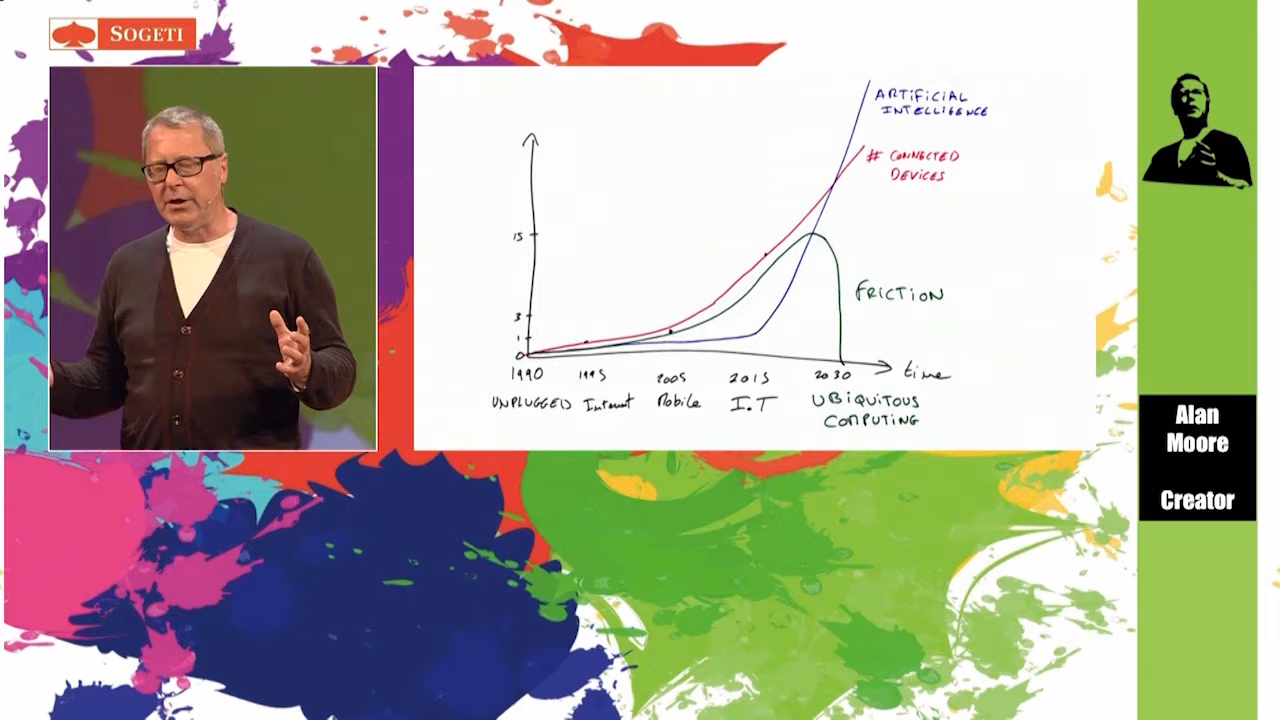 SOGETI
ARTIFICIAL
INTELLIGENCE
# CONNECTED
DEVICES
15
FRICTION
3
1
0
time
1990
1995
2005
2015
2030
UNPLUGGED
Internet
Mobile
I.T
UBIQUITOUS
COMPUTING
Alan
Moore
Creator